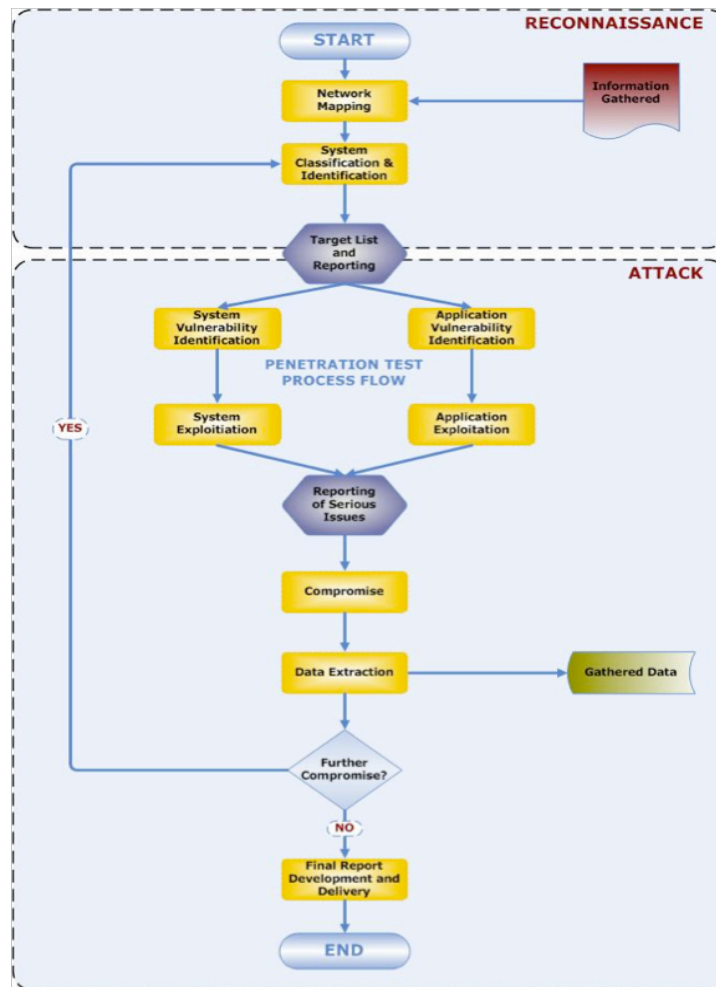 RECONNAISSANCE
START
Network
Mapping
Information
Gathered
System
Classification &
Identification
Target List
and
Reporting
ATTACK
System
Vulnerability
Identification
Application
Vulnerability
Identification
PENETRATION TEST
PROCESS FLOW
System
Exploitiation
Application
Exploitation
YES
Reporting
of Serious
Issues
Compromise
Data Extraction
Gathered Data
Further
Compromise?
NO
Final Report
Development and
Delivery
END